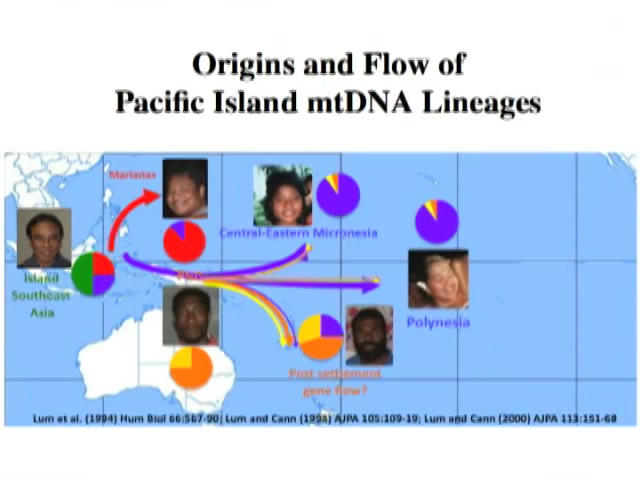 Origins and Flow of
Pacific Island mtDNA Lineages
Marianas
Central-Eastern Micronesia
Island
Southeast
Asia
Polynesia
Post settlement
gene flow?
Lum et al. (1994) Hum Biol 66:567-90; Lum and Cann (1998) AJPA 105:109-19; Lum and Cann (2000) AJPA 113:151-68